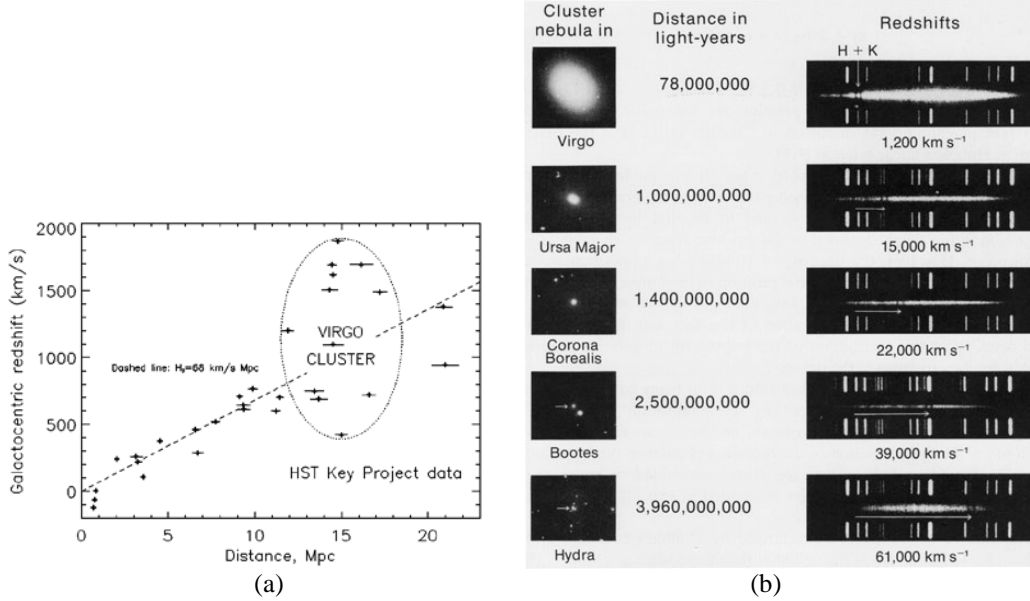 2000
1500
1000
500
0
Galactocentric redshift (km/s)
VIRGO
CLUSTER
Dashed line: H₀=68 km/s Mpc
HST Key Project data
0 5 10 15 20
Distance, Mpc
(a)
Cluster nebula in
Distance in light-years
Redshifts
H + K
78,000,000
Virgo
1,200 km s⁻¹
1,000,000,000
Ursa Major
15,000 km s⁻¹
1,400,000,000
Corona Borealis
22,000 km s⁻¹
2,500,000,000
Bootes
39,000 km s⁻¹
3,960,000,000
Hydra
61,000 km s⁻¹
(b)